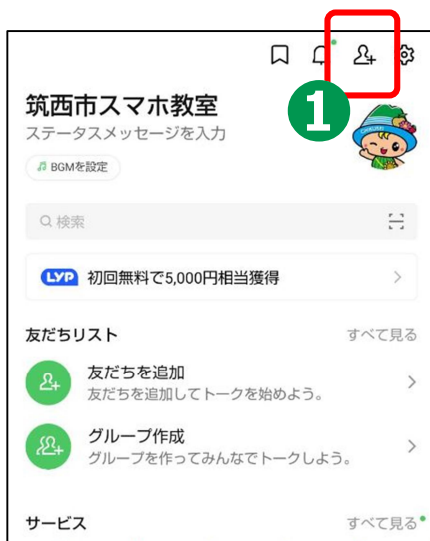 1
筑西市スマホ教室
ステータスメッセージを入力
BGMを設定
検索
LYP 初回無料で5,000円相当獲得
友だちリスト すべて見る
友だちを追加
友だちを追加してトークを始めよう。
グループ作成
グループを作ってみんなでトークしよう。
サービス すべて見る